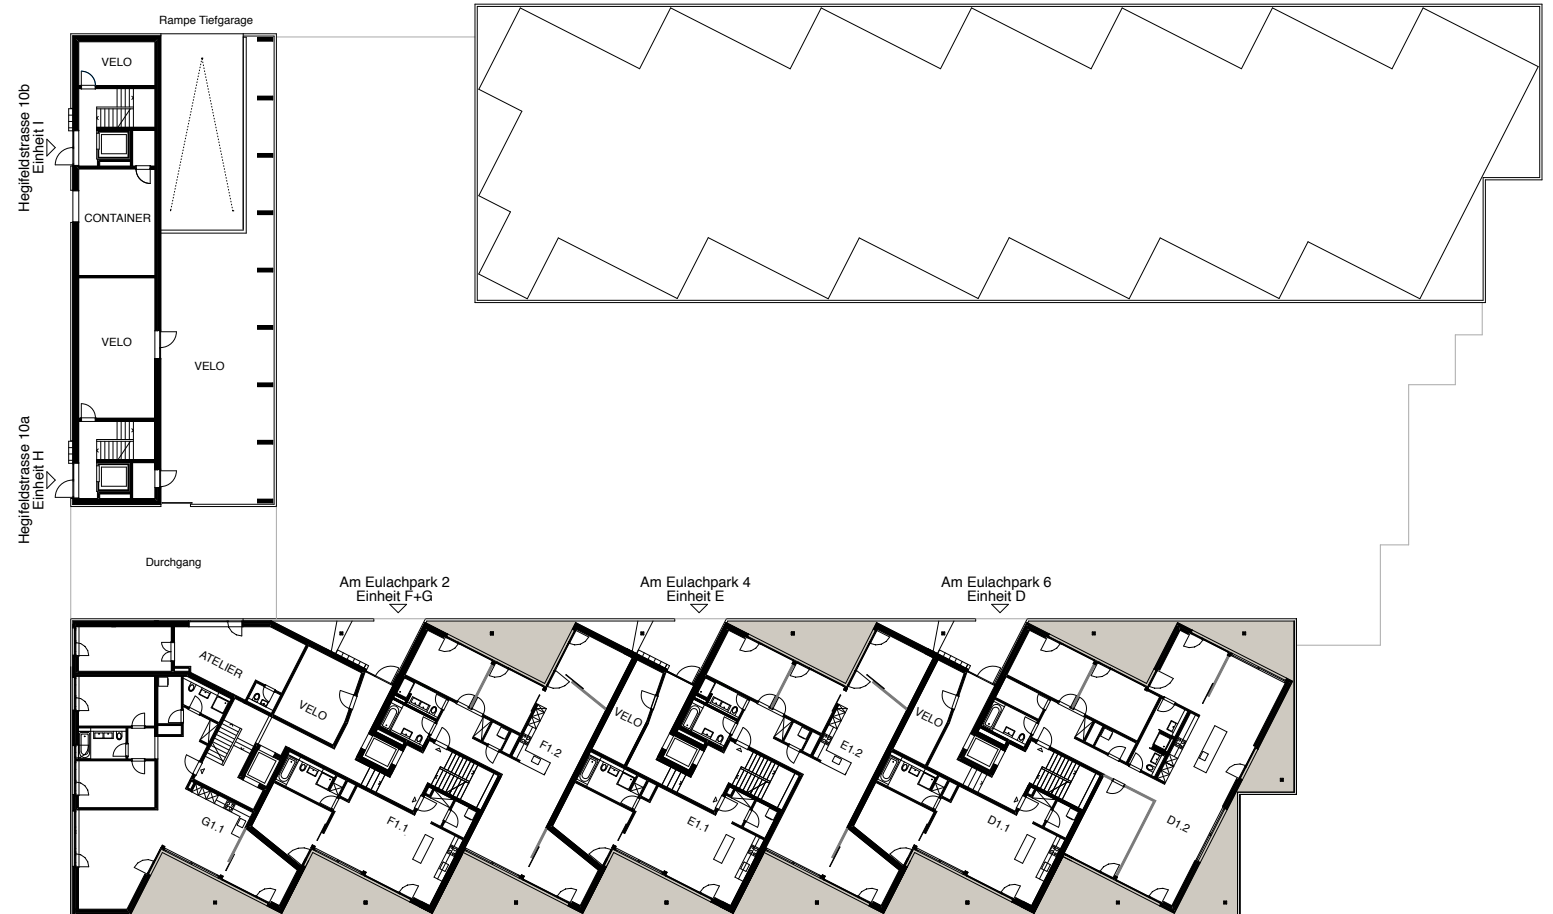 Rampe Tiefgarage
VELO
Hegifeldstrasse 10b
Einheit I
CONTAINER
VELO
VELO
Hegifeldstrasse 10a
Einheit H
Durchgang
Am Eulachpark 2
Einheit F+G
Am Eulachpark 4
Einheit E
Am Eulachpark 6
Einheit D
ATELIER
VELO
VELO
VELO
F1.2
E1.2
G1.1
F1.1
E1.1
D1.1
D1.2